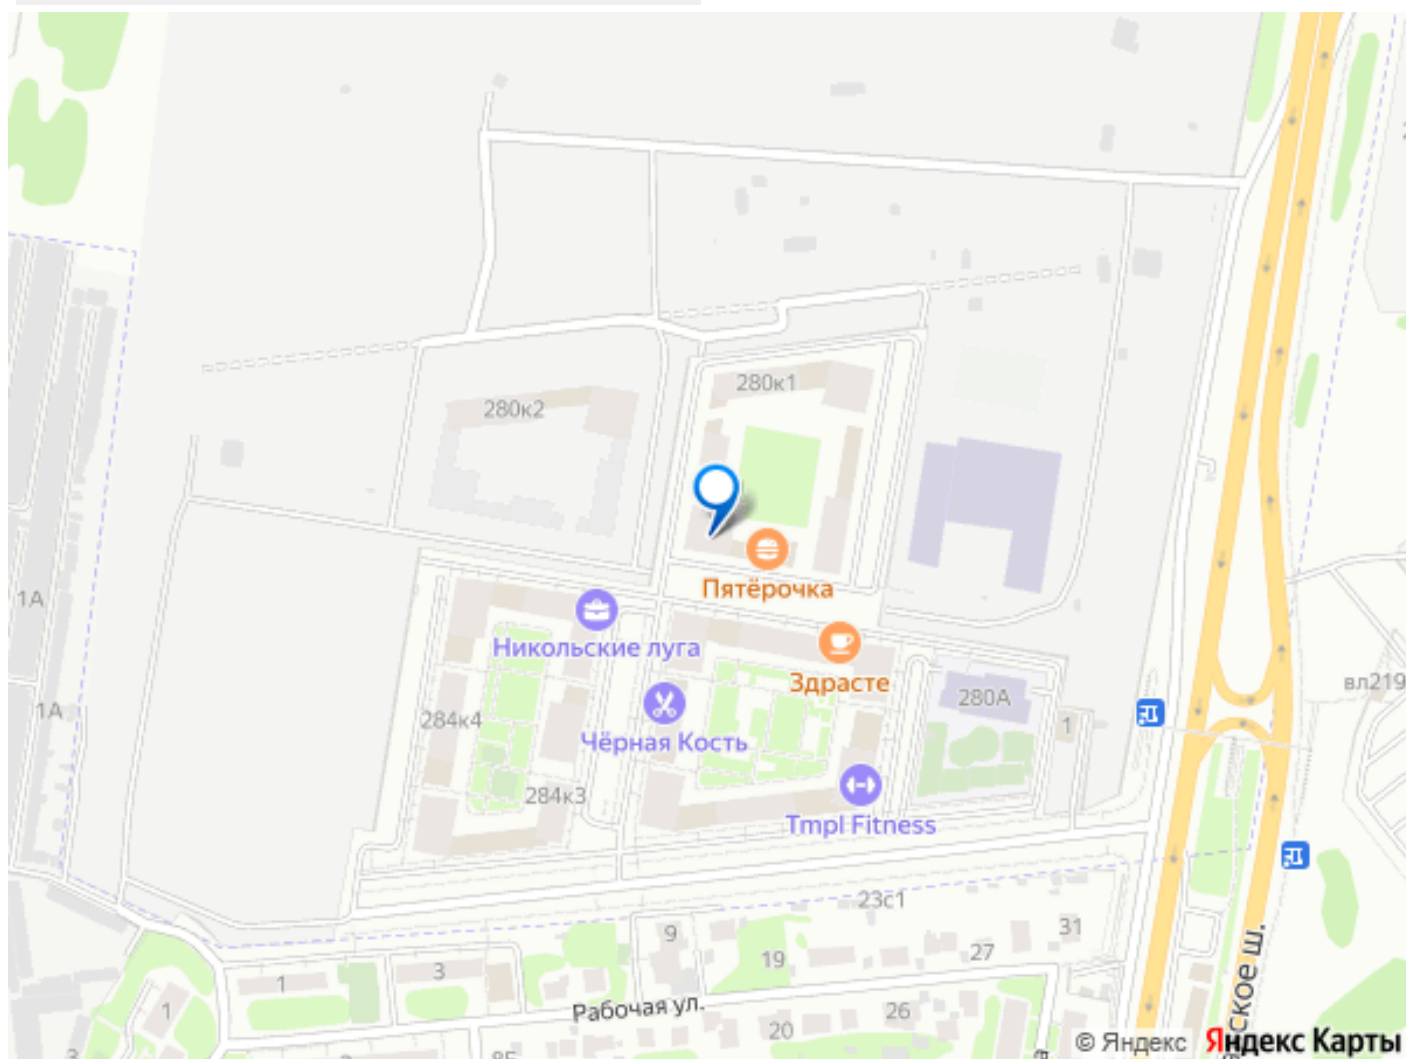 280к1
280к2
Пятёрочка
1А
Никольские луга
Здрасте
вл219
280А
1А
284к4
1
Чёрная Кость
284к3
Tmpl Fitness
23с1
31
9
27
19
3
1
1
Рабочая ул.
26
20
ское ш.
© Яндекс
Яндекс Карты